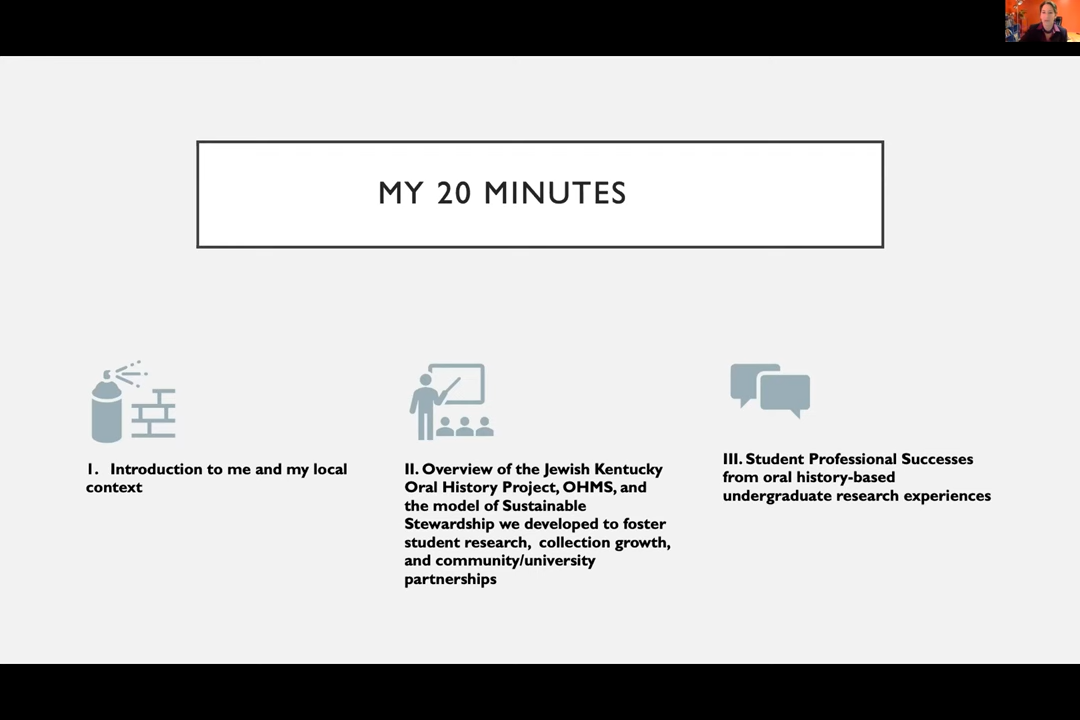 MY 20 MINUTES
1. Introduction to me and my local
context
II. Overview of the Jewish Kentucky
Oral History Project, OHMS, and
the model of Sustainable
Stewardship we developed to foster
student research, collection growth,
and community/university
partnerships
III. Student Professional Successes
from oral history-based
undergraduate research experiences